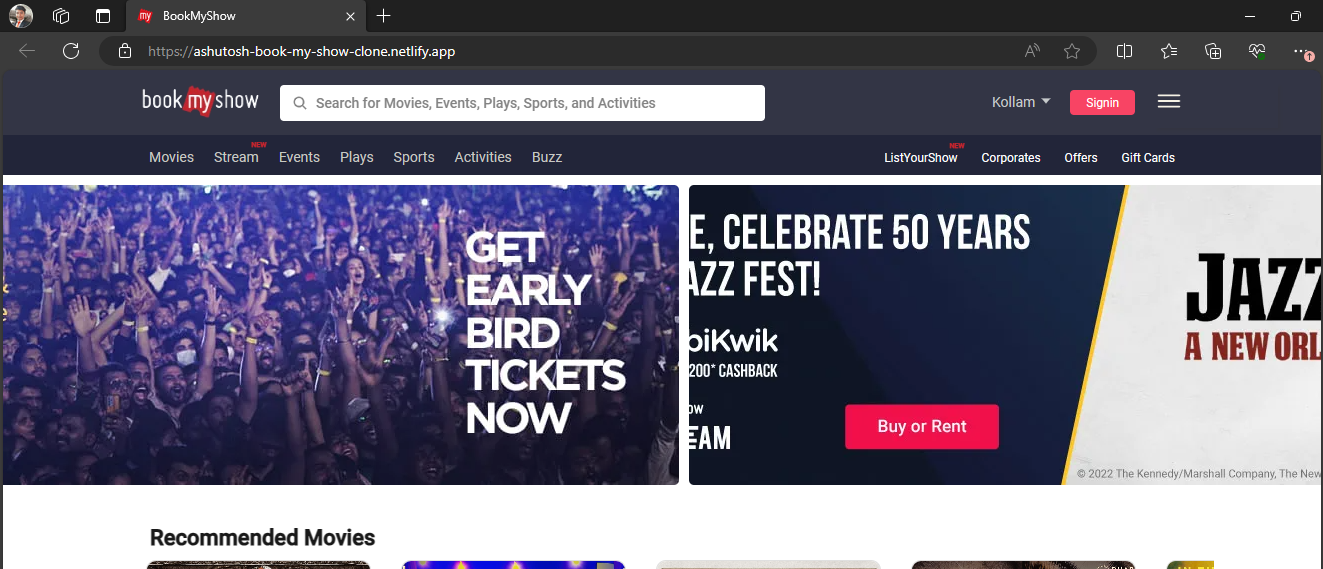 my BookMyShow
https://ashutosh-book-my-show-clone.netlify.app
bookmyshow
Search for Movies, Events, Plays, Sports, and Activities
Kollam
Signin
Movies
Stream
NEW
Events
Plays
Sports
Activities
Buzz
ListYourShow
NEW
Corporates
Offers
Gift Cards
GET
EARLY
BIRD
TICKETS
NOW
E, CELEBRATE 50 YEARS
AZZ FEST!
biKwik
200* CASHBACK
OW
EAM
Buy or Rent
JAZZ
A NEW ORL
© 2022 The Kennedy/Marshall Company, The New
Recommended Movies